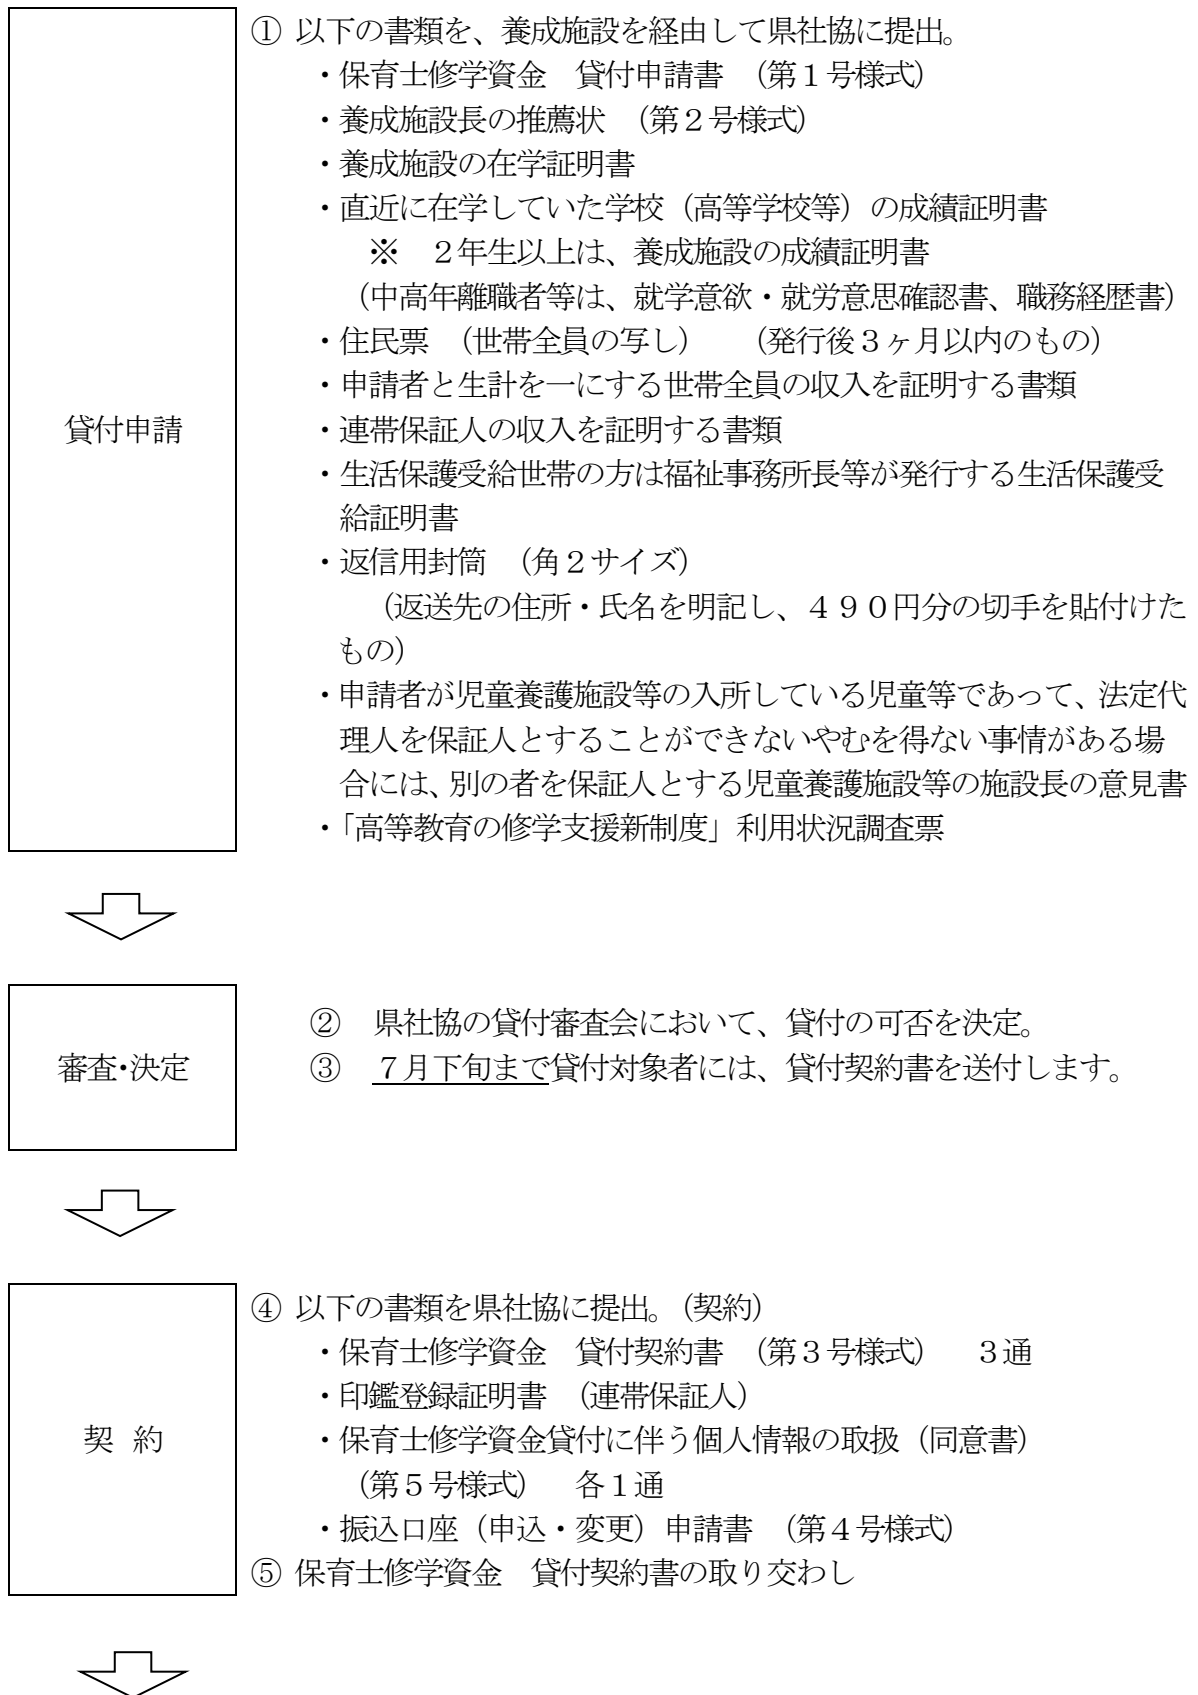 貸付申請
① 以下の書類を、養成施設を経由して県社協に提出。
・保育士修学資金　貸付申請書　（第１号様式）
・養成施設長の推薦状　（第２号様式）
・養成施設の在学証明書
・直近に在学していた学校（高等学校等）の成績証明書
※　２年生以上は、養成施設の成績証明書
（中高年離職者等は、就学意欲・就労意思確認書、職務経歴書）
・住民票　（世帯全員の写し）　　（発行後３ヶ月以内のもの）
・申請者と生計を一にする世帯全員の収入を証明する書類
・連帯保証人の収入を証明する書類
・生活保護受給世帯の方は福祉事務所長等が発行する生活保護受
給証明書
・返信用封筒　（角２サイズ）
（返送先の住所・氏名を明記し、４９０円分の切手を貼付けた
もの）
・申請者が児童養護施設等の入所している児童等であって、法定代
理人を保証人とすることができないやむを得ない事情がある場
合には、別の者を保証人とする児童養護施設等の施設長の意見書
・「高等教育の修学支援新制度」利用状況調査票
審査・決定
②　県社協の貸付審査会において、貸付の可否を決定。
③　７月下旬まで貸付対象者には、貸付契約書を送付します。
契 約
④ 以下の書類を県社協に提出。（契約）
・保育士修学資金　貸付契約書　（第３号様式）　３通
・印鑑登録証明書　（連帯保証人）
・保育士修学資金貸付に伴う個人情報の取扱（同意書）
（第５号様式）　各１通
・振込口座（申込・変更）申請書　（第４号様式）
⑤ 保育士修学資金　貸付契約書の取り交わし